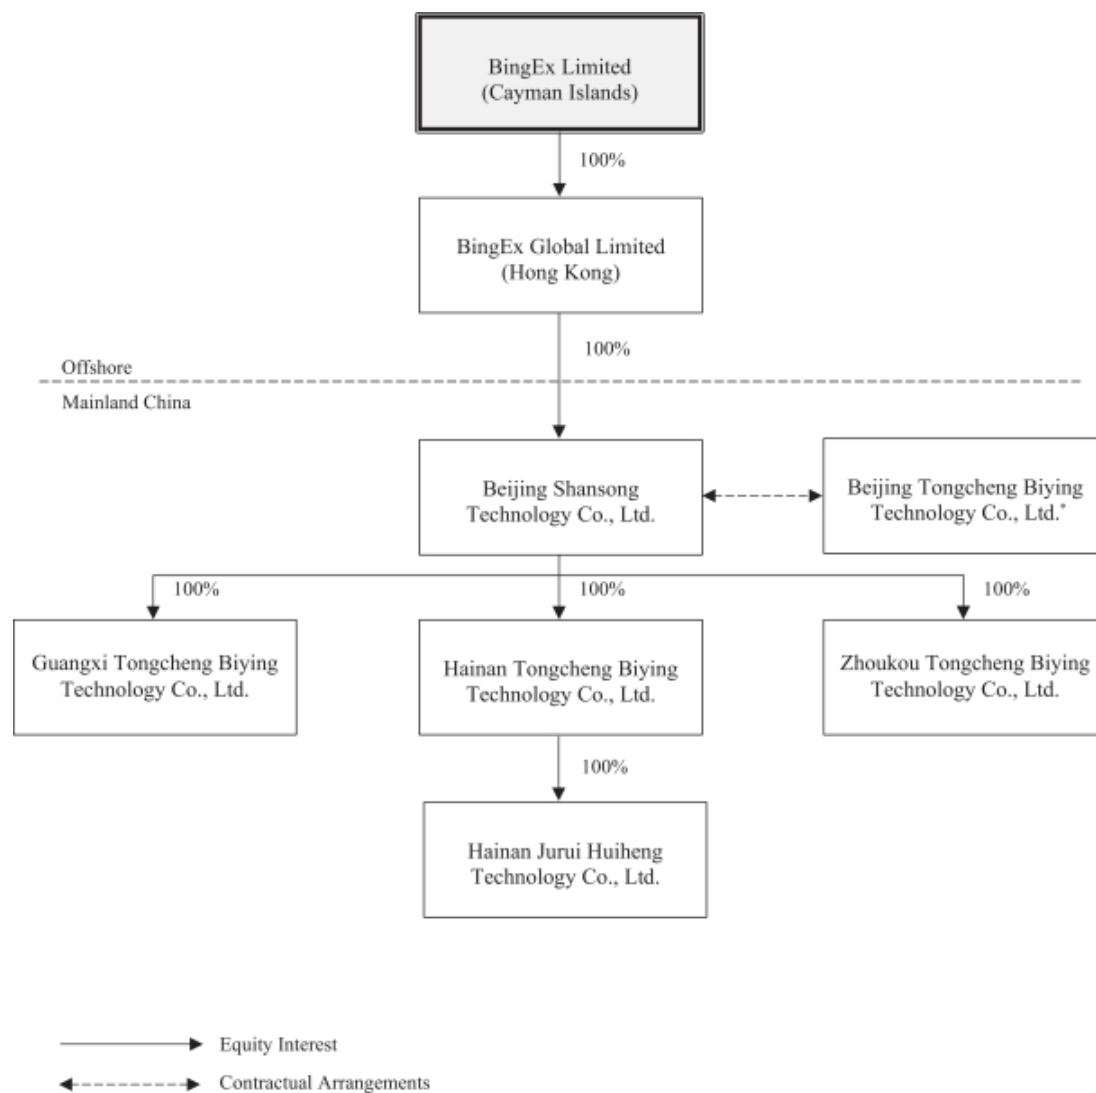 BingEx Limited
(Cayman Islands)
100%
BingEx Global Limited
(Hong Kong)
100%
Offshore
Mainland China
Beijing Shansong
Technology Co., Ltd.
Beijing Tongcheng Biying
Technology Co., Ltd.*
100%
100%
100%
Guangxi Tongcheng Biying
Technology Co., Ltd.
Hainan Tongcheng Biying
Technology Co., Ltd.
Zhoukou Tongcheng Biying
Technology Co., Ltd.
100%
Hainan Jurui Huiheng
Technology Co., Ltd.
Equity Interest
Contractual Arrangements